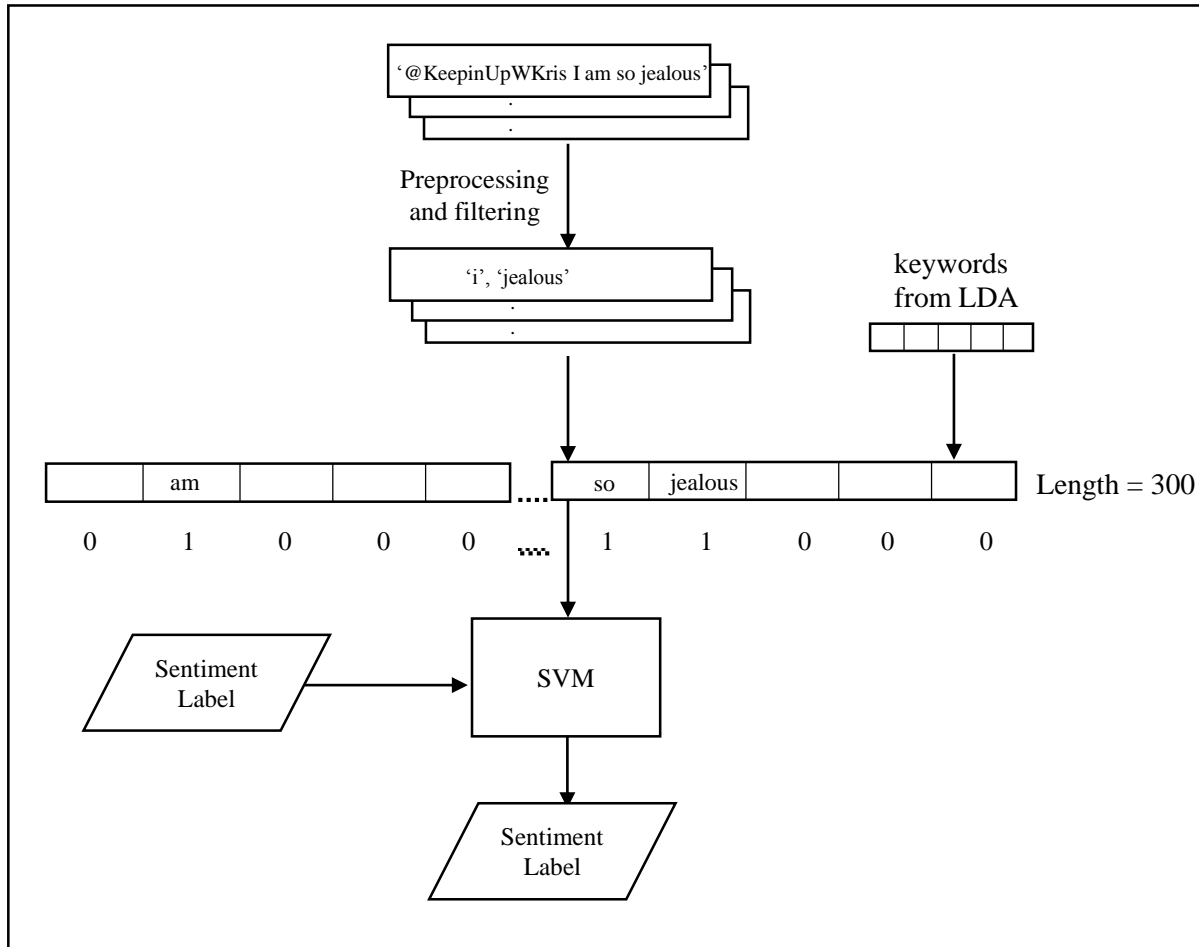 ‘@KeepinUpWKris I am so jealous’
.
.
Preprocessing
and filtering
‘i’, ‘jealous’
.
.
keywords
from LDA
am .... so jealous Length = 300
0 1 0 0 0 ..... 1 1 0 0 0
Sentiment
Label
SVM
Sentiment
Label